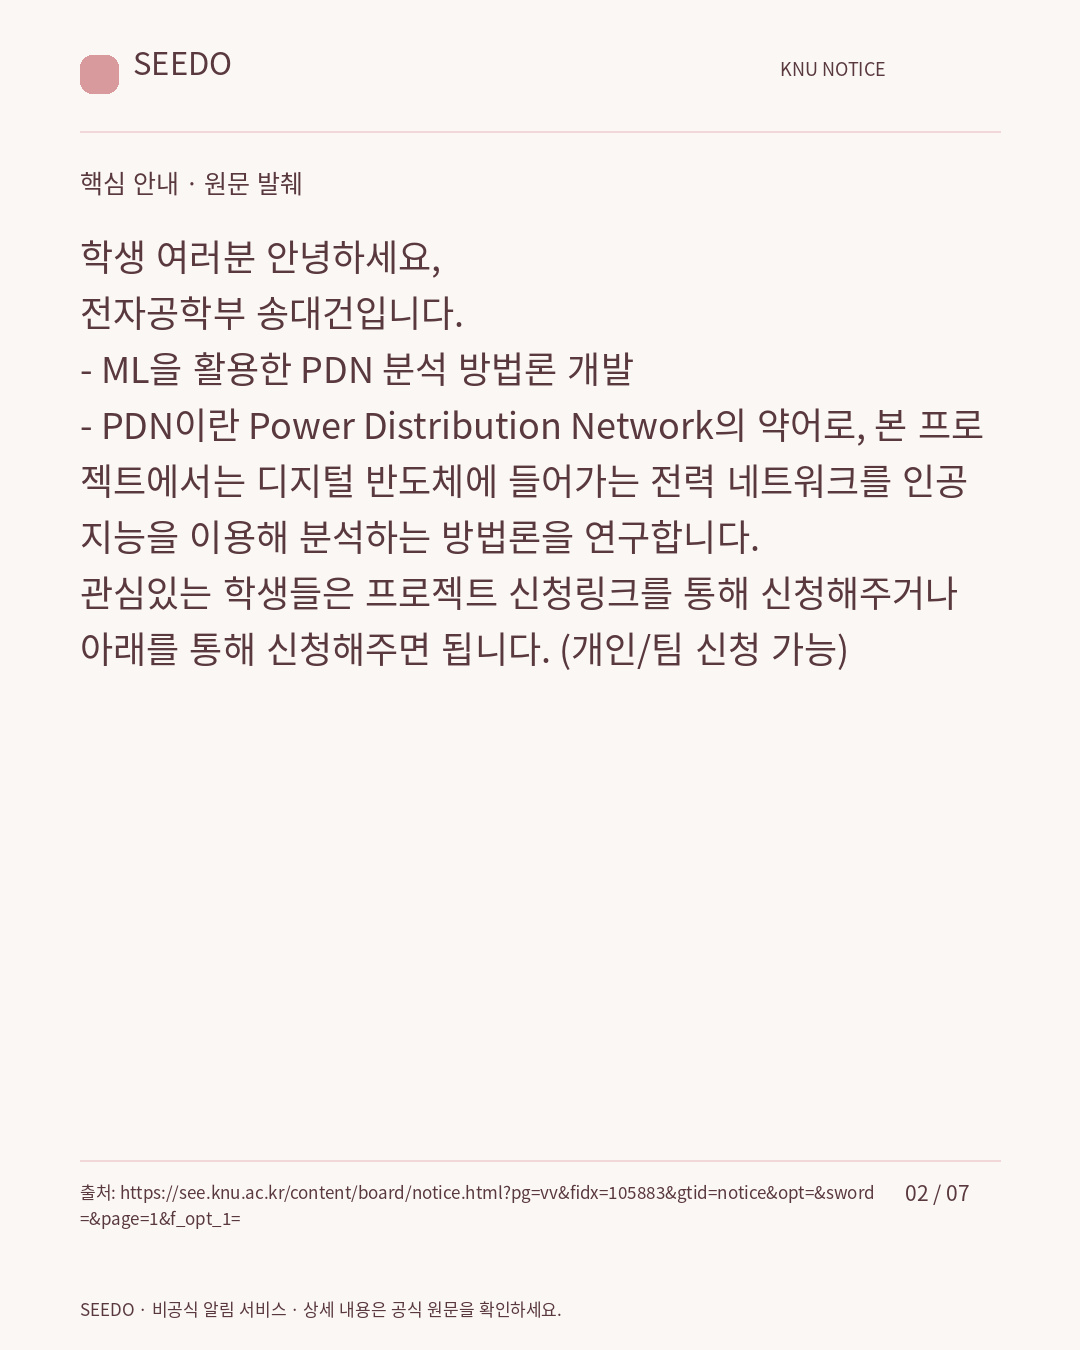 SEEDO
KNU NOTICE
핵심 안내 · 원문 발췌
학생 여러분 안녕하세요,
전자공학부 송대건입니다.
- ML을 활용한 PDN 분석 방법론 개발
- PDN이란 Power Distribution Network의 약어로, 본 프로
젝트에서는 디지털 반도체에 들어가는 전력 네트워크를 인공
지능을 이용해 분석하는 방법론을 연구합니다.
관심있는 학생들은 프로젝트 신청링크를 통해 신청해주거나
아래를 통해 신청해주면 됩니다. (개인/팀 신청 가능)
출처: https://see.knu.ac.kr/content/board/notice.html?pg=vv&fidx=105883&gtid=notice&opt=&sword
=&page=1&f_opt_1=
02 / 07
SEEDO · 비공식 알림 서비스 · 상세 내용은 공식 원문을 확인하세요.